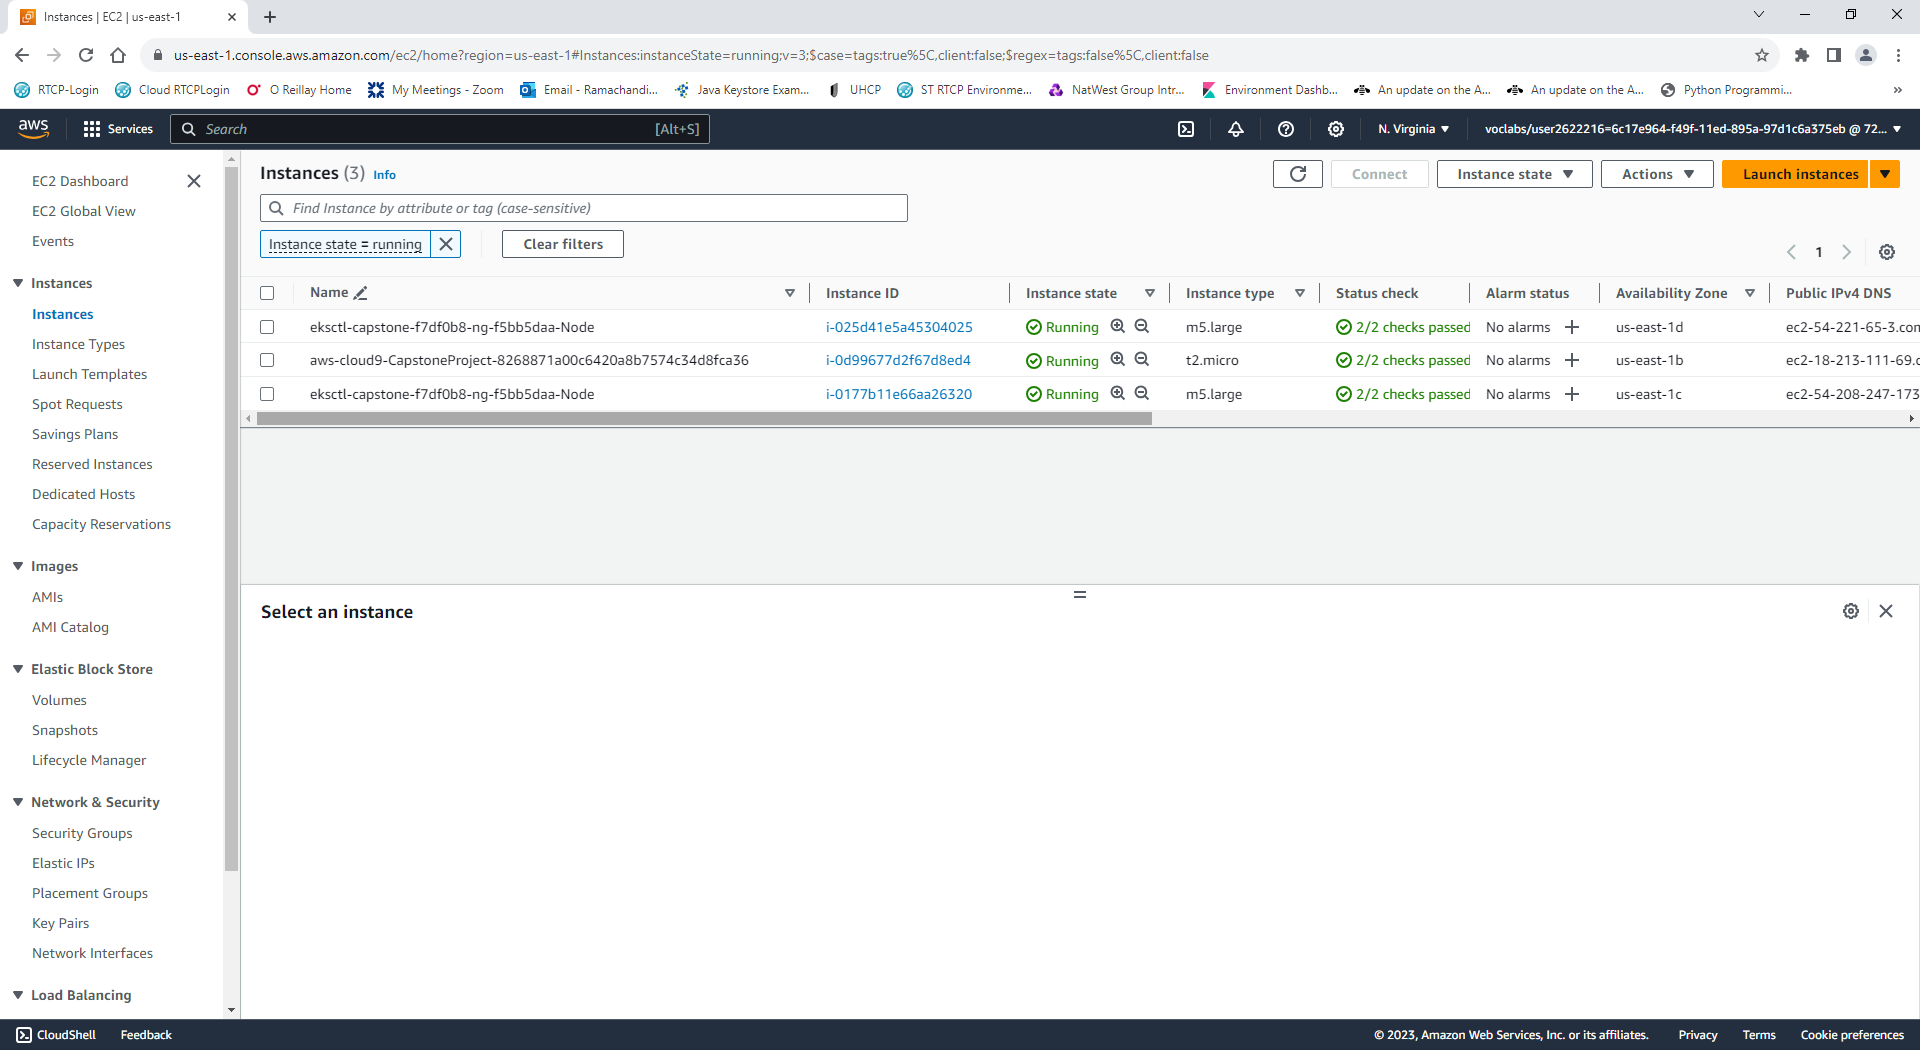 Instances | EC2 | us-east-1
us-east-1.console.aws.amazon.com/ec2/home?region=us-east-1#Instances:instanceState=running;v=3;$case=tags:true%5C,client:false;$regex=tags:false%5C,client:false
RTCP-Login Cloud RTCPLogin O Reillay Home My Meetings - Zoom Email - Ramachandi... Java Keystore Exam... UHCP ST RTCP Environme... NatWest Group Intr... Environment Dashb... An update on the A... An update on the A... Python Programmi... »
aws Services Search [Alt+S] N. Virginia voclabs/user2622216=6c17e964-f49f-11ed-895a-97d1c6a375eb @ 72...
EC2 Dashboard
EC2 Global View
Events
Instances
Instances
Instance Types
Launch Templates
Spot Requests
Savings Plans
Reserved Instances
Dedicated Hosts
Capacity Reservations
Images
AMIs
AMI Catalog
Elastic Block Store
Volumes
Snapshots
Lifecycle Manager
Network & Security
Security Groups
Elastic IPs
Placement Groups
Key Pairs
Network Interfaces
Load Balancing
Instances (3) Info Connect Instance state Actions Launch instances
Find Instance by attribute or tag (case-sensitive)
Instance state = running Clear filters
1
Name Instance ID Instance state Instance type Status check Alarm status Availability Zone Public IPv4 DNS
eksctl-capstone-f7df0b8-ng-f5bb5daa-Node i-025d41e5a45304025 Running m5.large 2/2 checks passed No alarms us-east-1d ec2-54-221-65-3.con
aws-cloud9-CapstoneProject-8268871a00c6420a8b7574c34d8fca36 i-0d99677d2f67d8ed4 Running t2.micro 2/2 checks passed No alarms us-east-1b ec2-18-213-111-69.c
eksctl-capstone-f7df0b8-ng-f5bb5daa-Node i-0177b11e66aa26320 Running m5.large 2/2 checks passed No alarms us-east-1c ec2-54-208-247-173
Select an instance
CloudShell Feedback © 2023, Amazon Web Services, Inc. or its affiliates. Privacy Terms Cookie preferences